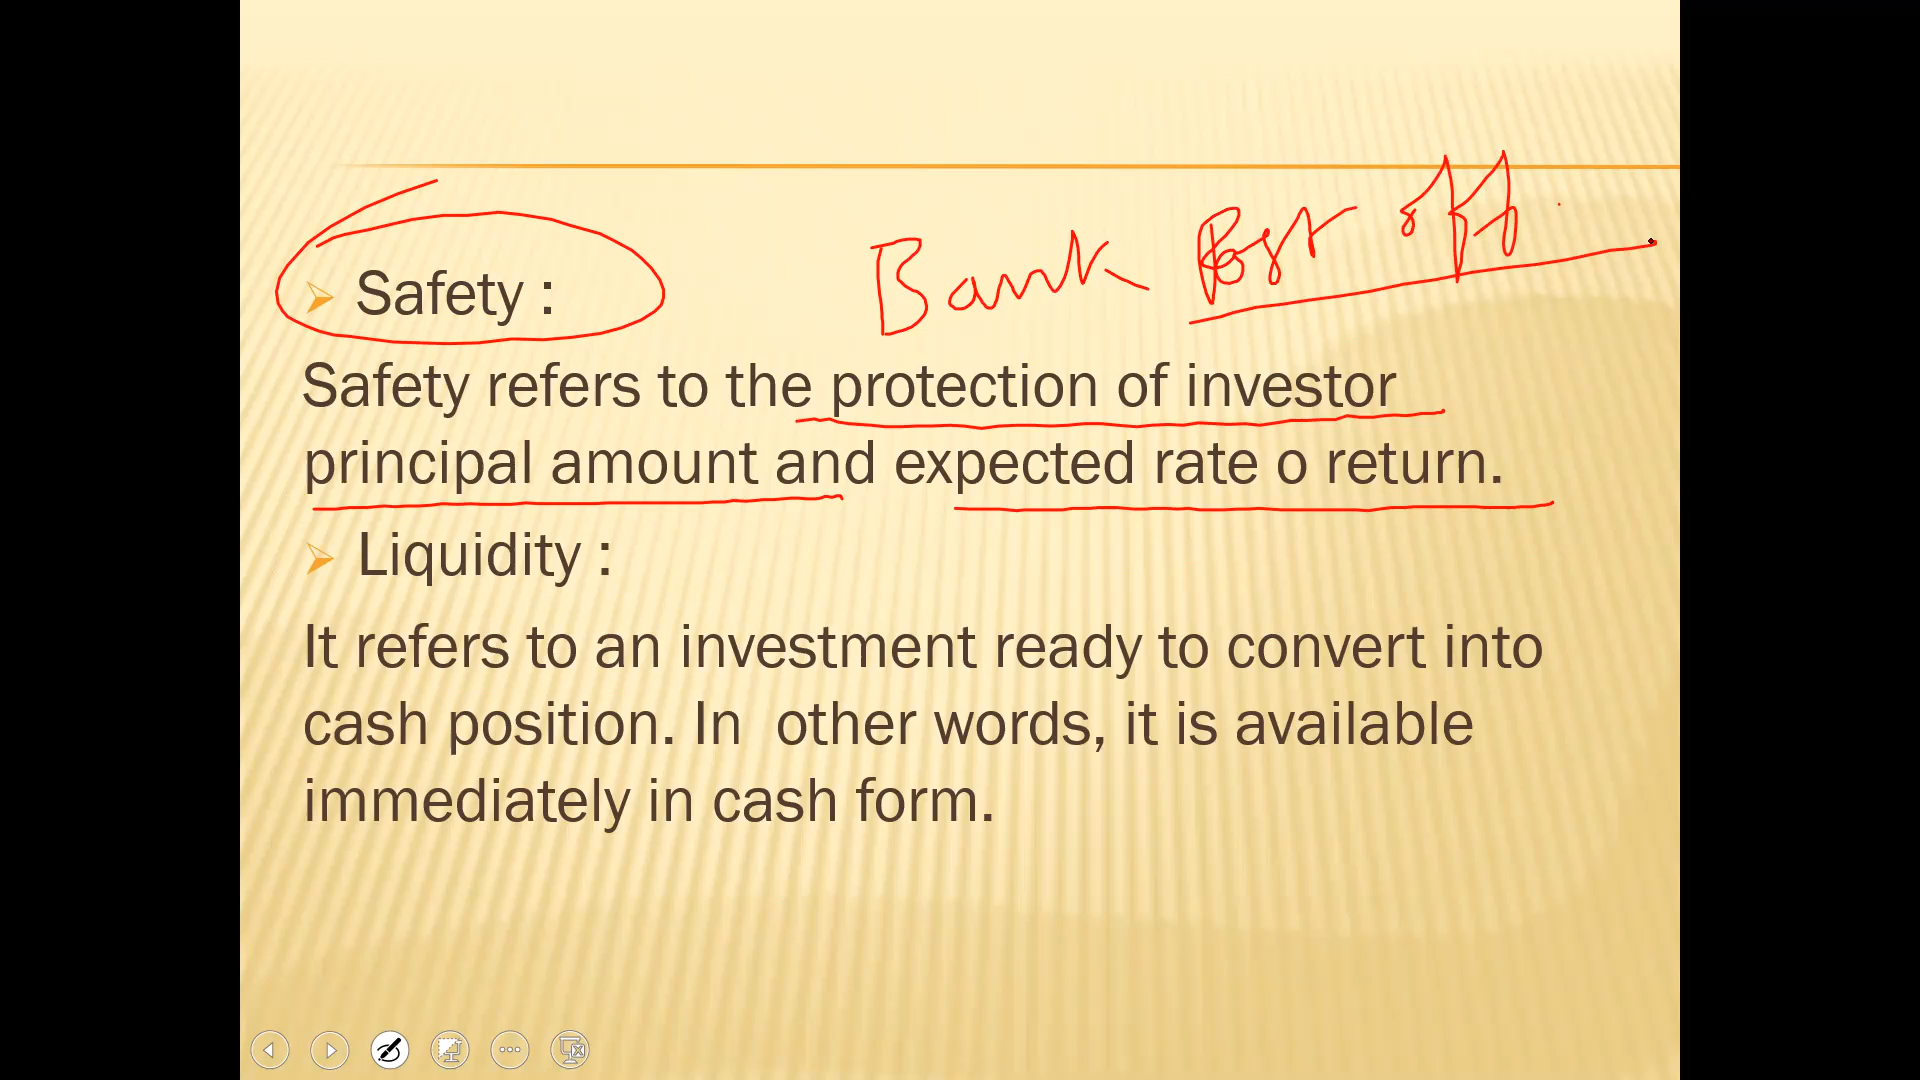 Bank Post off.
Safety :
Safety refers to the protection of investor
principal amount and expected rate o return.
Liquidity :
It refers to an investment ready to convert into
cash position. In other words, it is available
immediately in cash form.